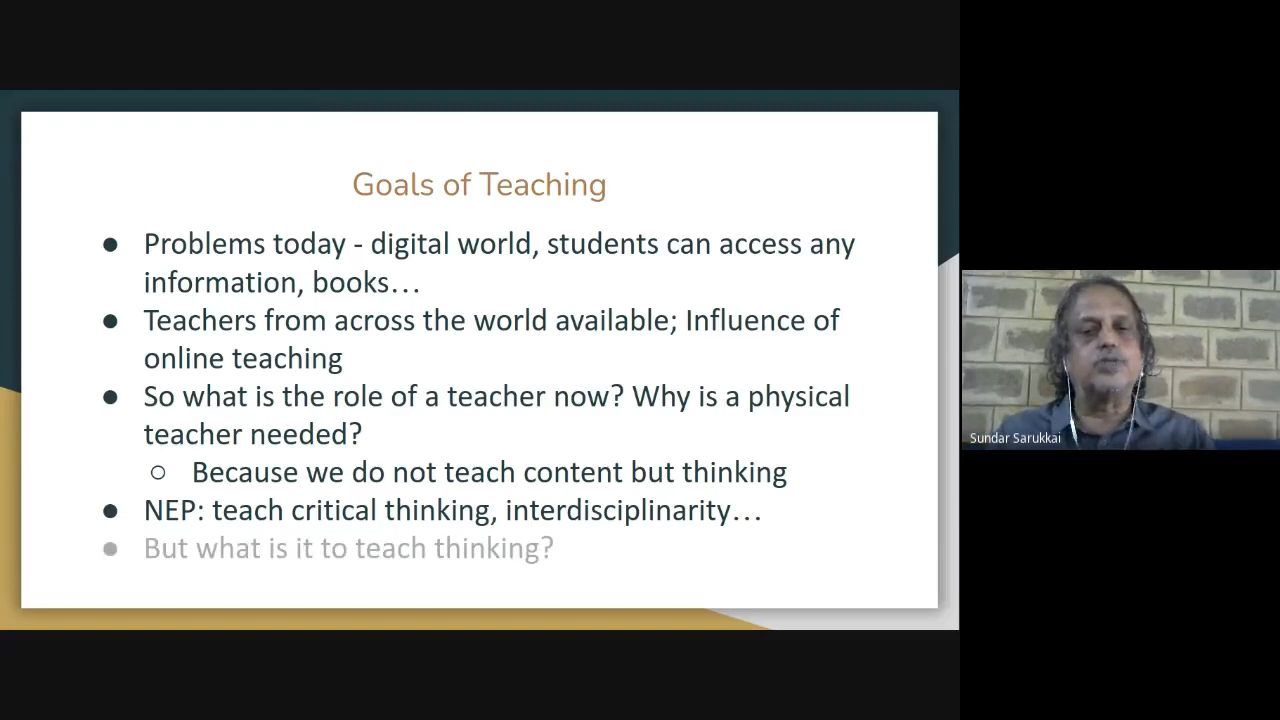 Goals of Teaching
● Problems today - digital world, students can access any
information, books…
● Teachers from across the world available; Influence of
online teaching
● So what is the role of a teacher now? Why is a physical
teacher needed?
○ Because we do not teach content but thinking
● NEP: teach critical thinking, interdisciplinarity…
● But what is it to teach thinking?
Sundar Sarukkai